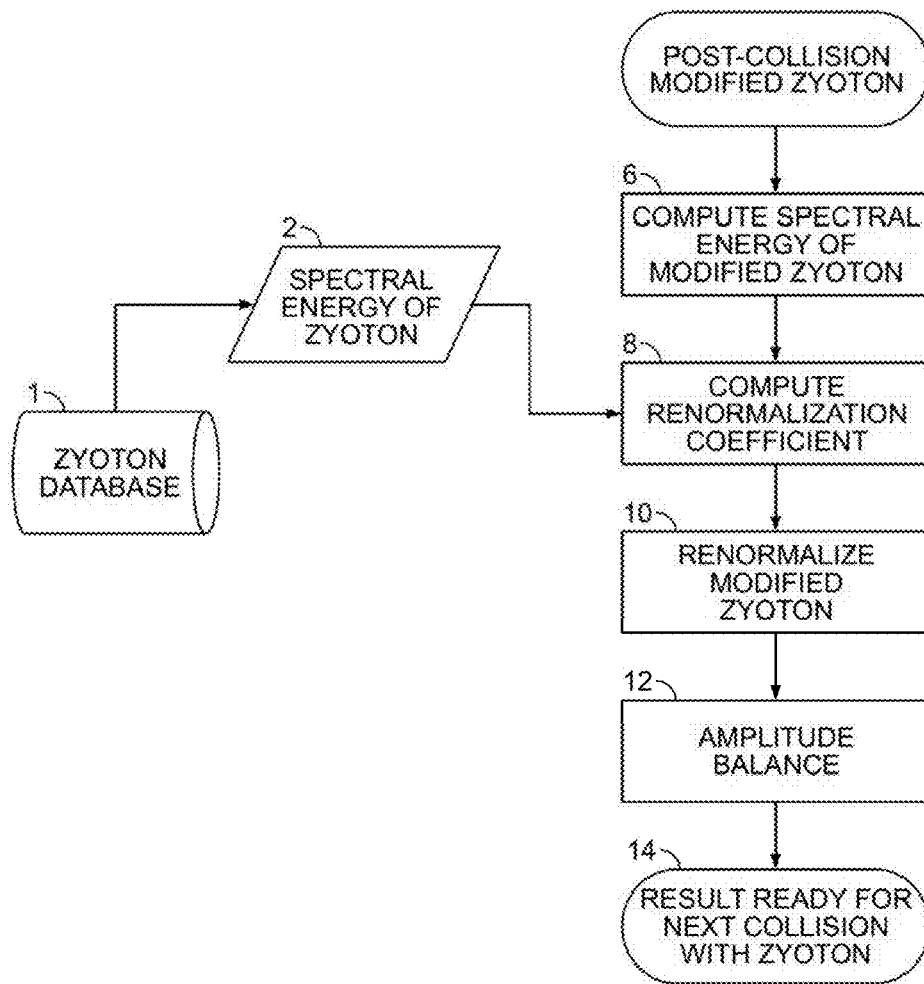 POST-COLLISION
MODIFIED ZYOTON
6
COMPUTE SPECTRAL
ENERGY OF
MODIFIED ZYOTON
2
SPECTRAL
ENERGY OF
ZYOTON
1
ZYOTON
DATABASE
8
COMPUTE
RENORMALIZATION
COEFFICIENT
10
RENORMALIZE
MODIFIED
ZYOTON
12
AMPLITUDE
BALANCE
14
RESULT READY FOR
NEXT COLLISION
WITH ZYOTON